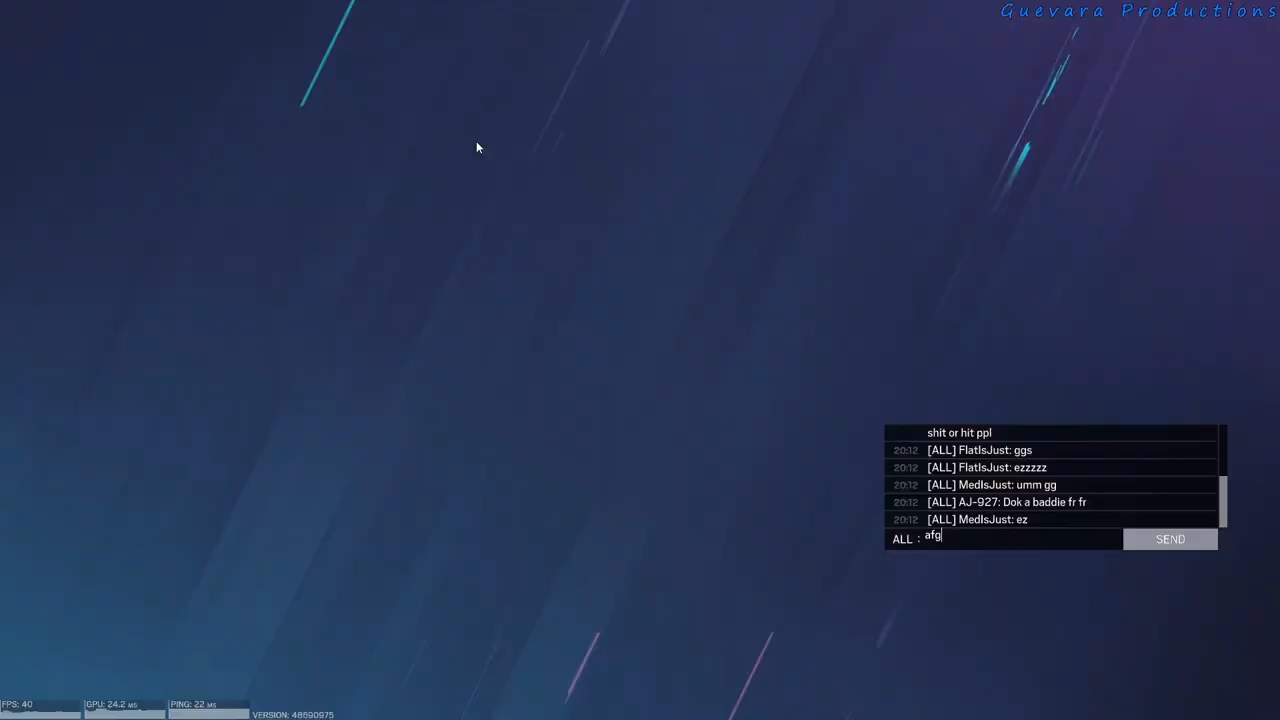 Guevara Productions
shit or hit ppl
20:12 [ALL] FlatIsJust: ggs
20:12 [ALL] FlatIsJust: ezzzzz
20:12 [ALL] MedIsJust: umm gg
20:12 [ALL] AJ-927: Dok a baddie fr fr
20:12 [ALL] MedIsJust: ez
ALL : afg SEND
FPS: 40 GPU: 24.2 MS PING: 22 MS VERSION: 48690975